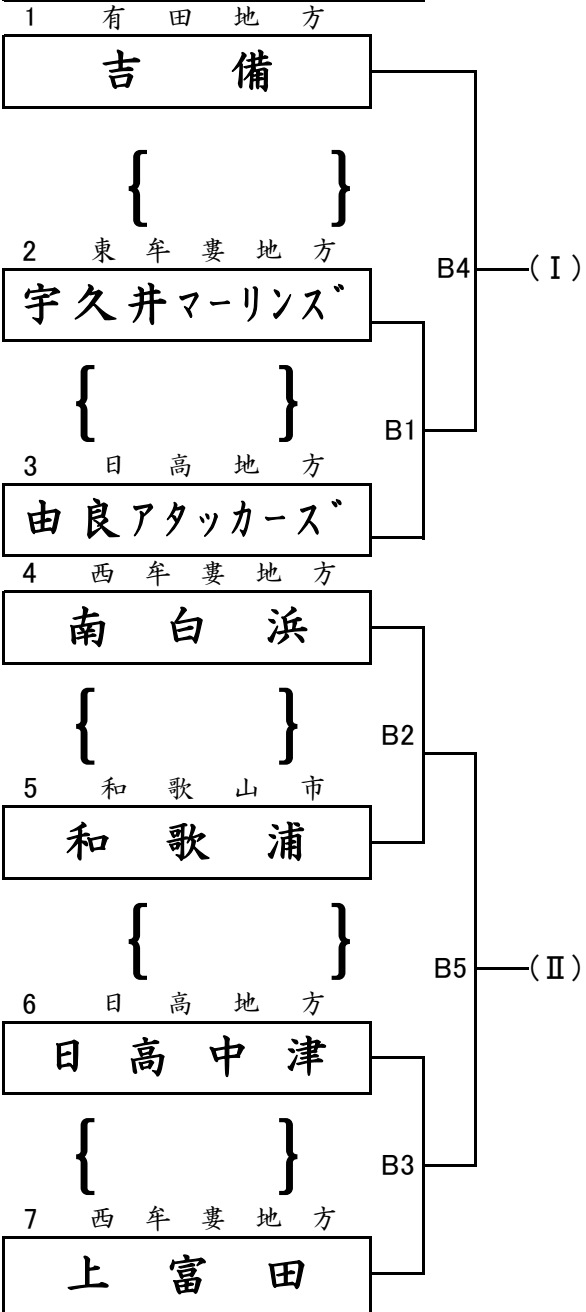 1 有田地方
吉備
{ }
2 東牟婁地方
B4 (Ⅰ)
宇久井マーリンズ
{ }
B1
3 日高地方
由良アタッカーズ
4 西牟婁地方
南白浜
{ }
B2
5 和歌山市
和歌浦
{ }
B5 (Ⅱ)
6 日高地方
日高中津
{ }
B3
7 西牟婁地方
上富田